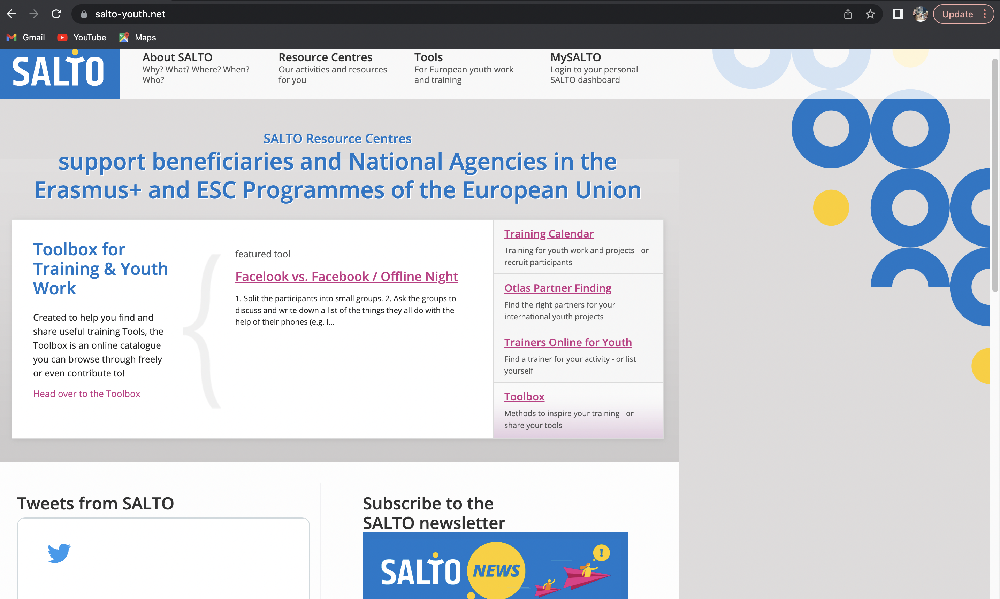 salto-youth.net
Update
Gmail
YouTube
Maps
SALTO
About SALTO
Why? What? Where? When?
Who?
Resource Centres
Our activities and resources
for you
Tools
For European youth work
and training
MySALTO
Login to your personal
SALTO dashboard
SALTO Resource Centres
support beneficiaries and National Agencies in the
Erasmus+ and ESC Programmes of the European Union
Toolbox for
Training & Youth
Work
Created to help you find and
share useful training Tools, the
Toolbox is an online catalogue
you can browse through freely
or even contribute to!
Head over to the Toolbox
featured tool
Facelook vs. Facebook / Offline Night
1. Split the participants into small groups. 2. Ask the groups to
discuss and write down a list of the things they all do with the
help of their phones (e.g. l...
Training Calendar
Training for youth work and projects - or
recruit participants
Otlas Partner Finding
Find the right partners for your
international youth projects
Trainers Online for Youth
Find a trainer for your activity - or list
yourself
Toolbox
Methods to inspire your training - or
share your tools
Tweets from SALTO
Subscribe to the
SALTO newsletter
SALTO NEWS
!